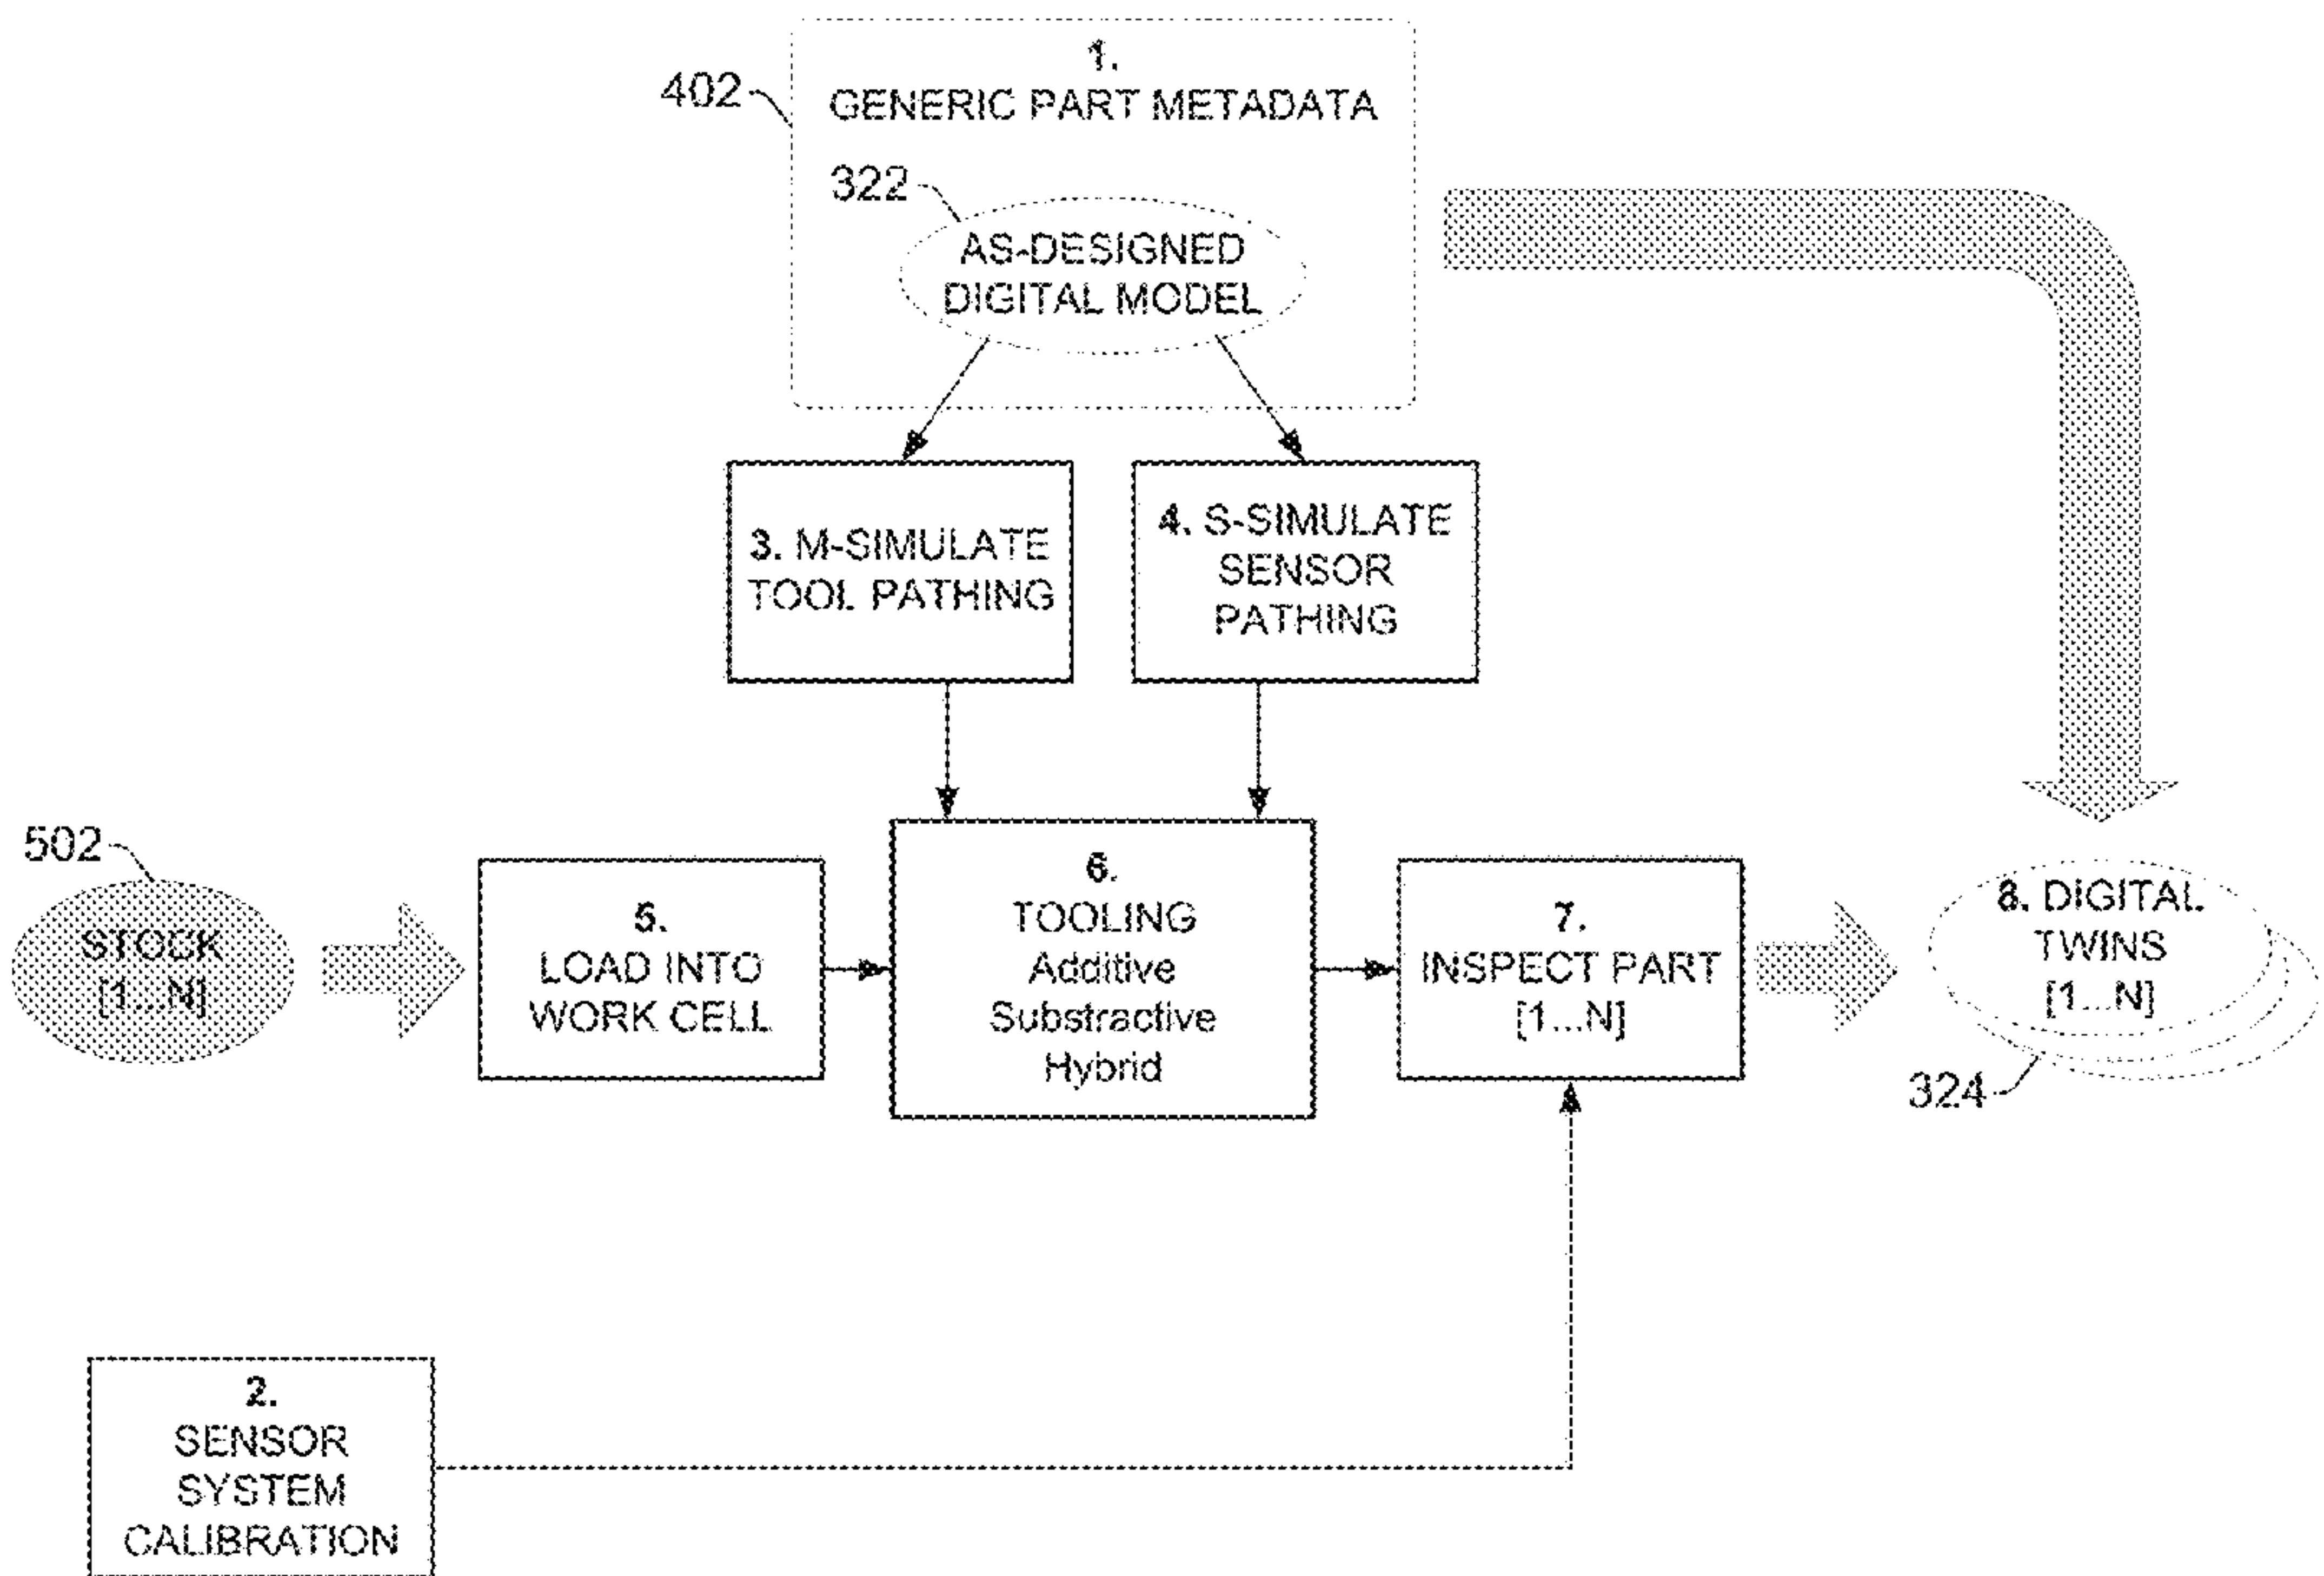 1.
402
GENERIC PART METADATA
322
AS-DESIGNED
DIGITAL MODEL
3. M-SIMULATE
TOOL PATHING
4. S-SIMULATE
SENSOR
PATHING
502
STOCK
[1...N]
5.
LOAD INTO
WORK CELL
6.
TOOLING
Additive
Substractive
Hybrid
7.
INSPECT PART
[1...N]
8. DIGITAL
TWINS
[1...N]
324
2.
SENSOR
SYSTEM
CALIBRATION